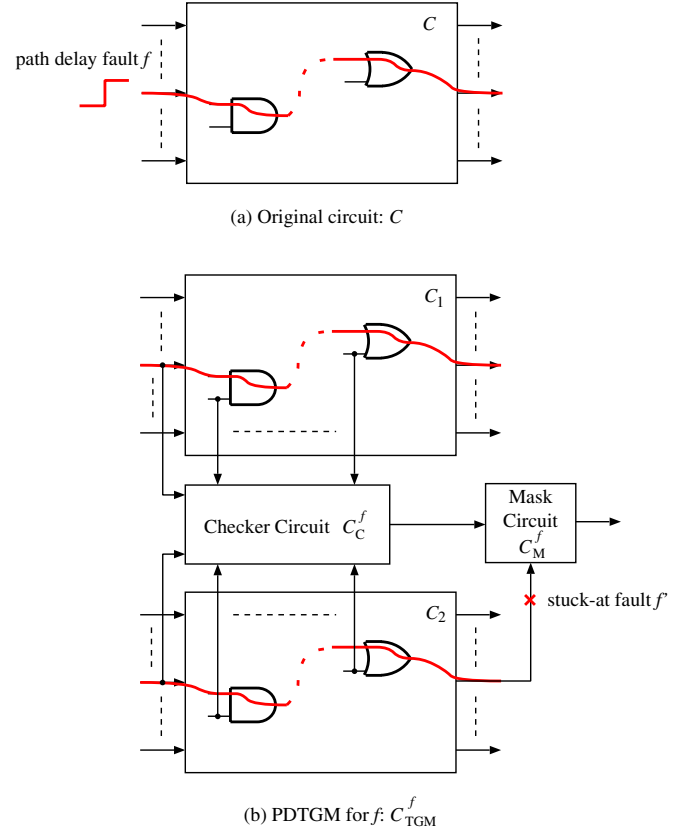 C
path delay fault f
(a) Original circuit: C
C1
Checker Circuit C_C^f
Mask
Circuit
C_M^f
C2
stuck-at fault f'
(b) PDTGM for f: C_TGM^f